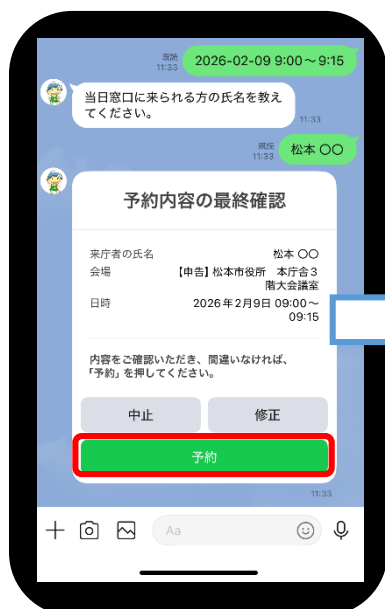 既読
11:33
2026-02-09 9:00～9:15
当日窓口に来られる方の氏名を教え
てください。
11:33
既読
11:33
松本 〇〇
予約内容の最終確認
来庁者の氏名 松本 〇〇
会場 【申告】松本市役所 本庁舎3
階大会議室
日時 2026年2月9日 09:00～
09:15
内容をご確認いただき、間違いなければ、
「予約」を押してください。
中止 修正
予約
11:33
Aa